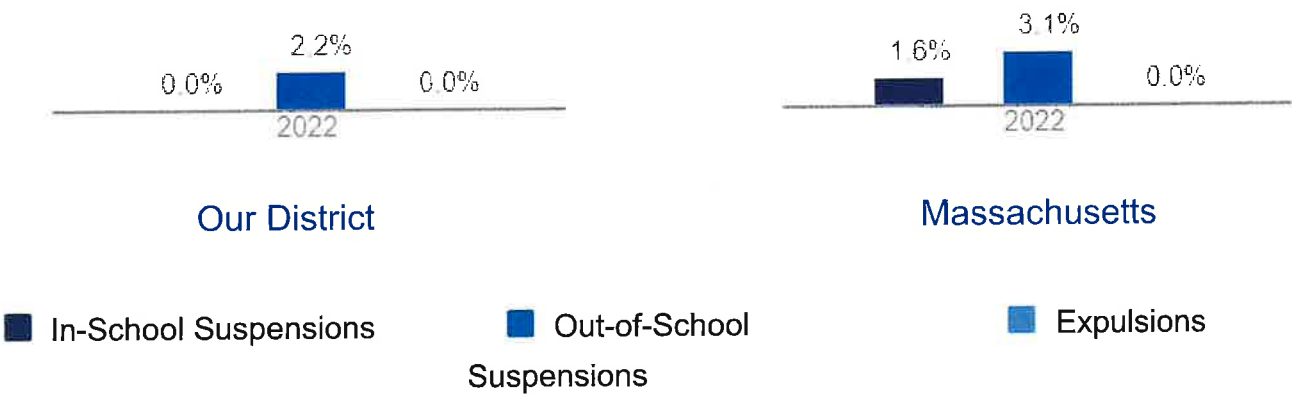 0.0%
2.2%
0.0%
2022
Our District
1.6%
3.1%
0.0%
2022
Massachusetts
In-School Suspensions
Out-of-School
Suspensions
Expulsions